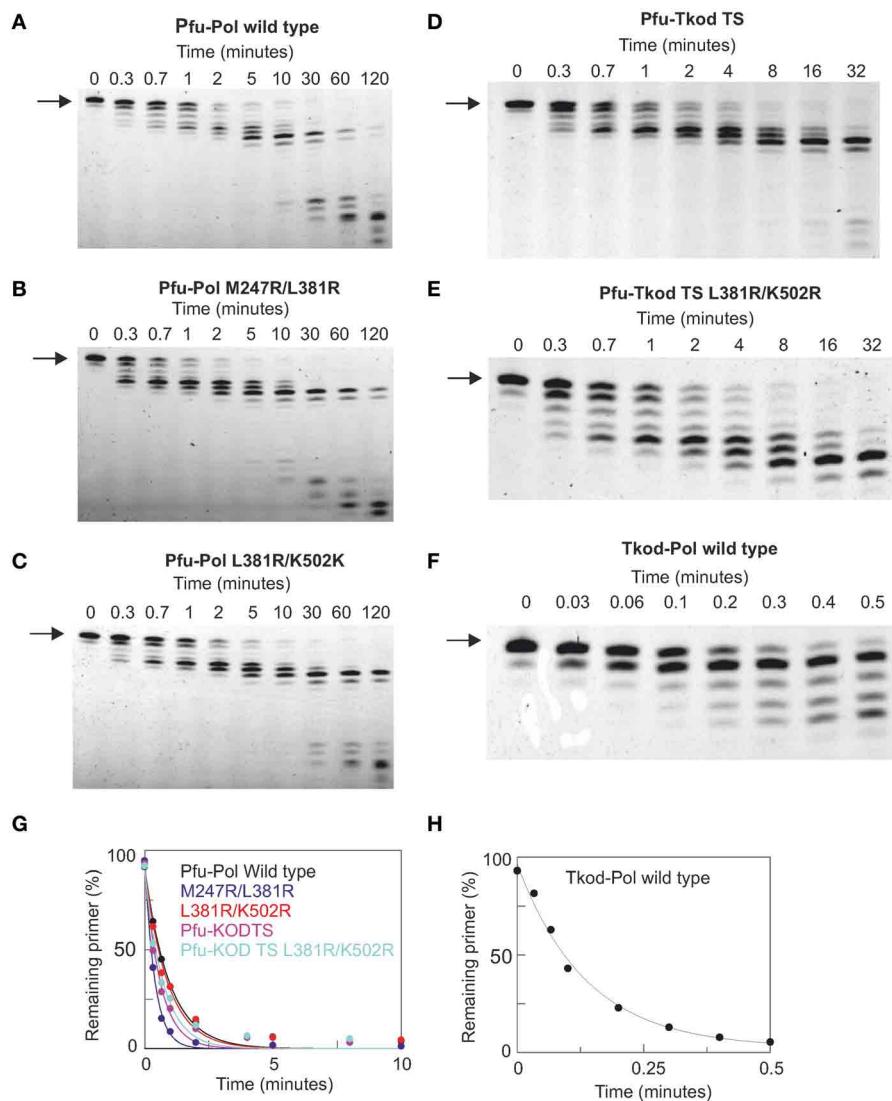 A
Pfu-Pol wild type
Time (minutes)
0 0.3 0.7 1 2 5 10 30 60 120
B
Pfu-Pol M247R/L381R
Time (minutes)
0 0.3 0.7 1 2 5 10 30 60 120
C
Pfu-Pol L381R/K502K
Time (minutes)
0 0.3 0.7 1 2 5 10 30 60 120
D
Pfu-Tkod TS
Time (minutes)
0 0.3 0.7 1 2 4 8 16 32
E
Pfu-Tkod TS L381R/K502R
Time (minutes)
0 0.3 0.7 1 2 4 8 16 32
F
Tkod-Pol wild type
Time (minutes)
0 0.03 0.06 0.1 0.2 0.3 0.4 0.5
G
Remaining primer (%)
100
50
0
Pfu-Pol Wild type
M247R/L381R
L381R/K502R
Pfu-KODTS
Pfu-KOD TS L381R/K502R
0 5 10
Time (minutes)
H
Remaining primer (%)
100
50
0
Tkod-Pol wild type
0 0.25 0.5
Time (minutes)